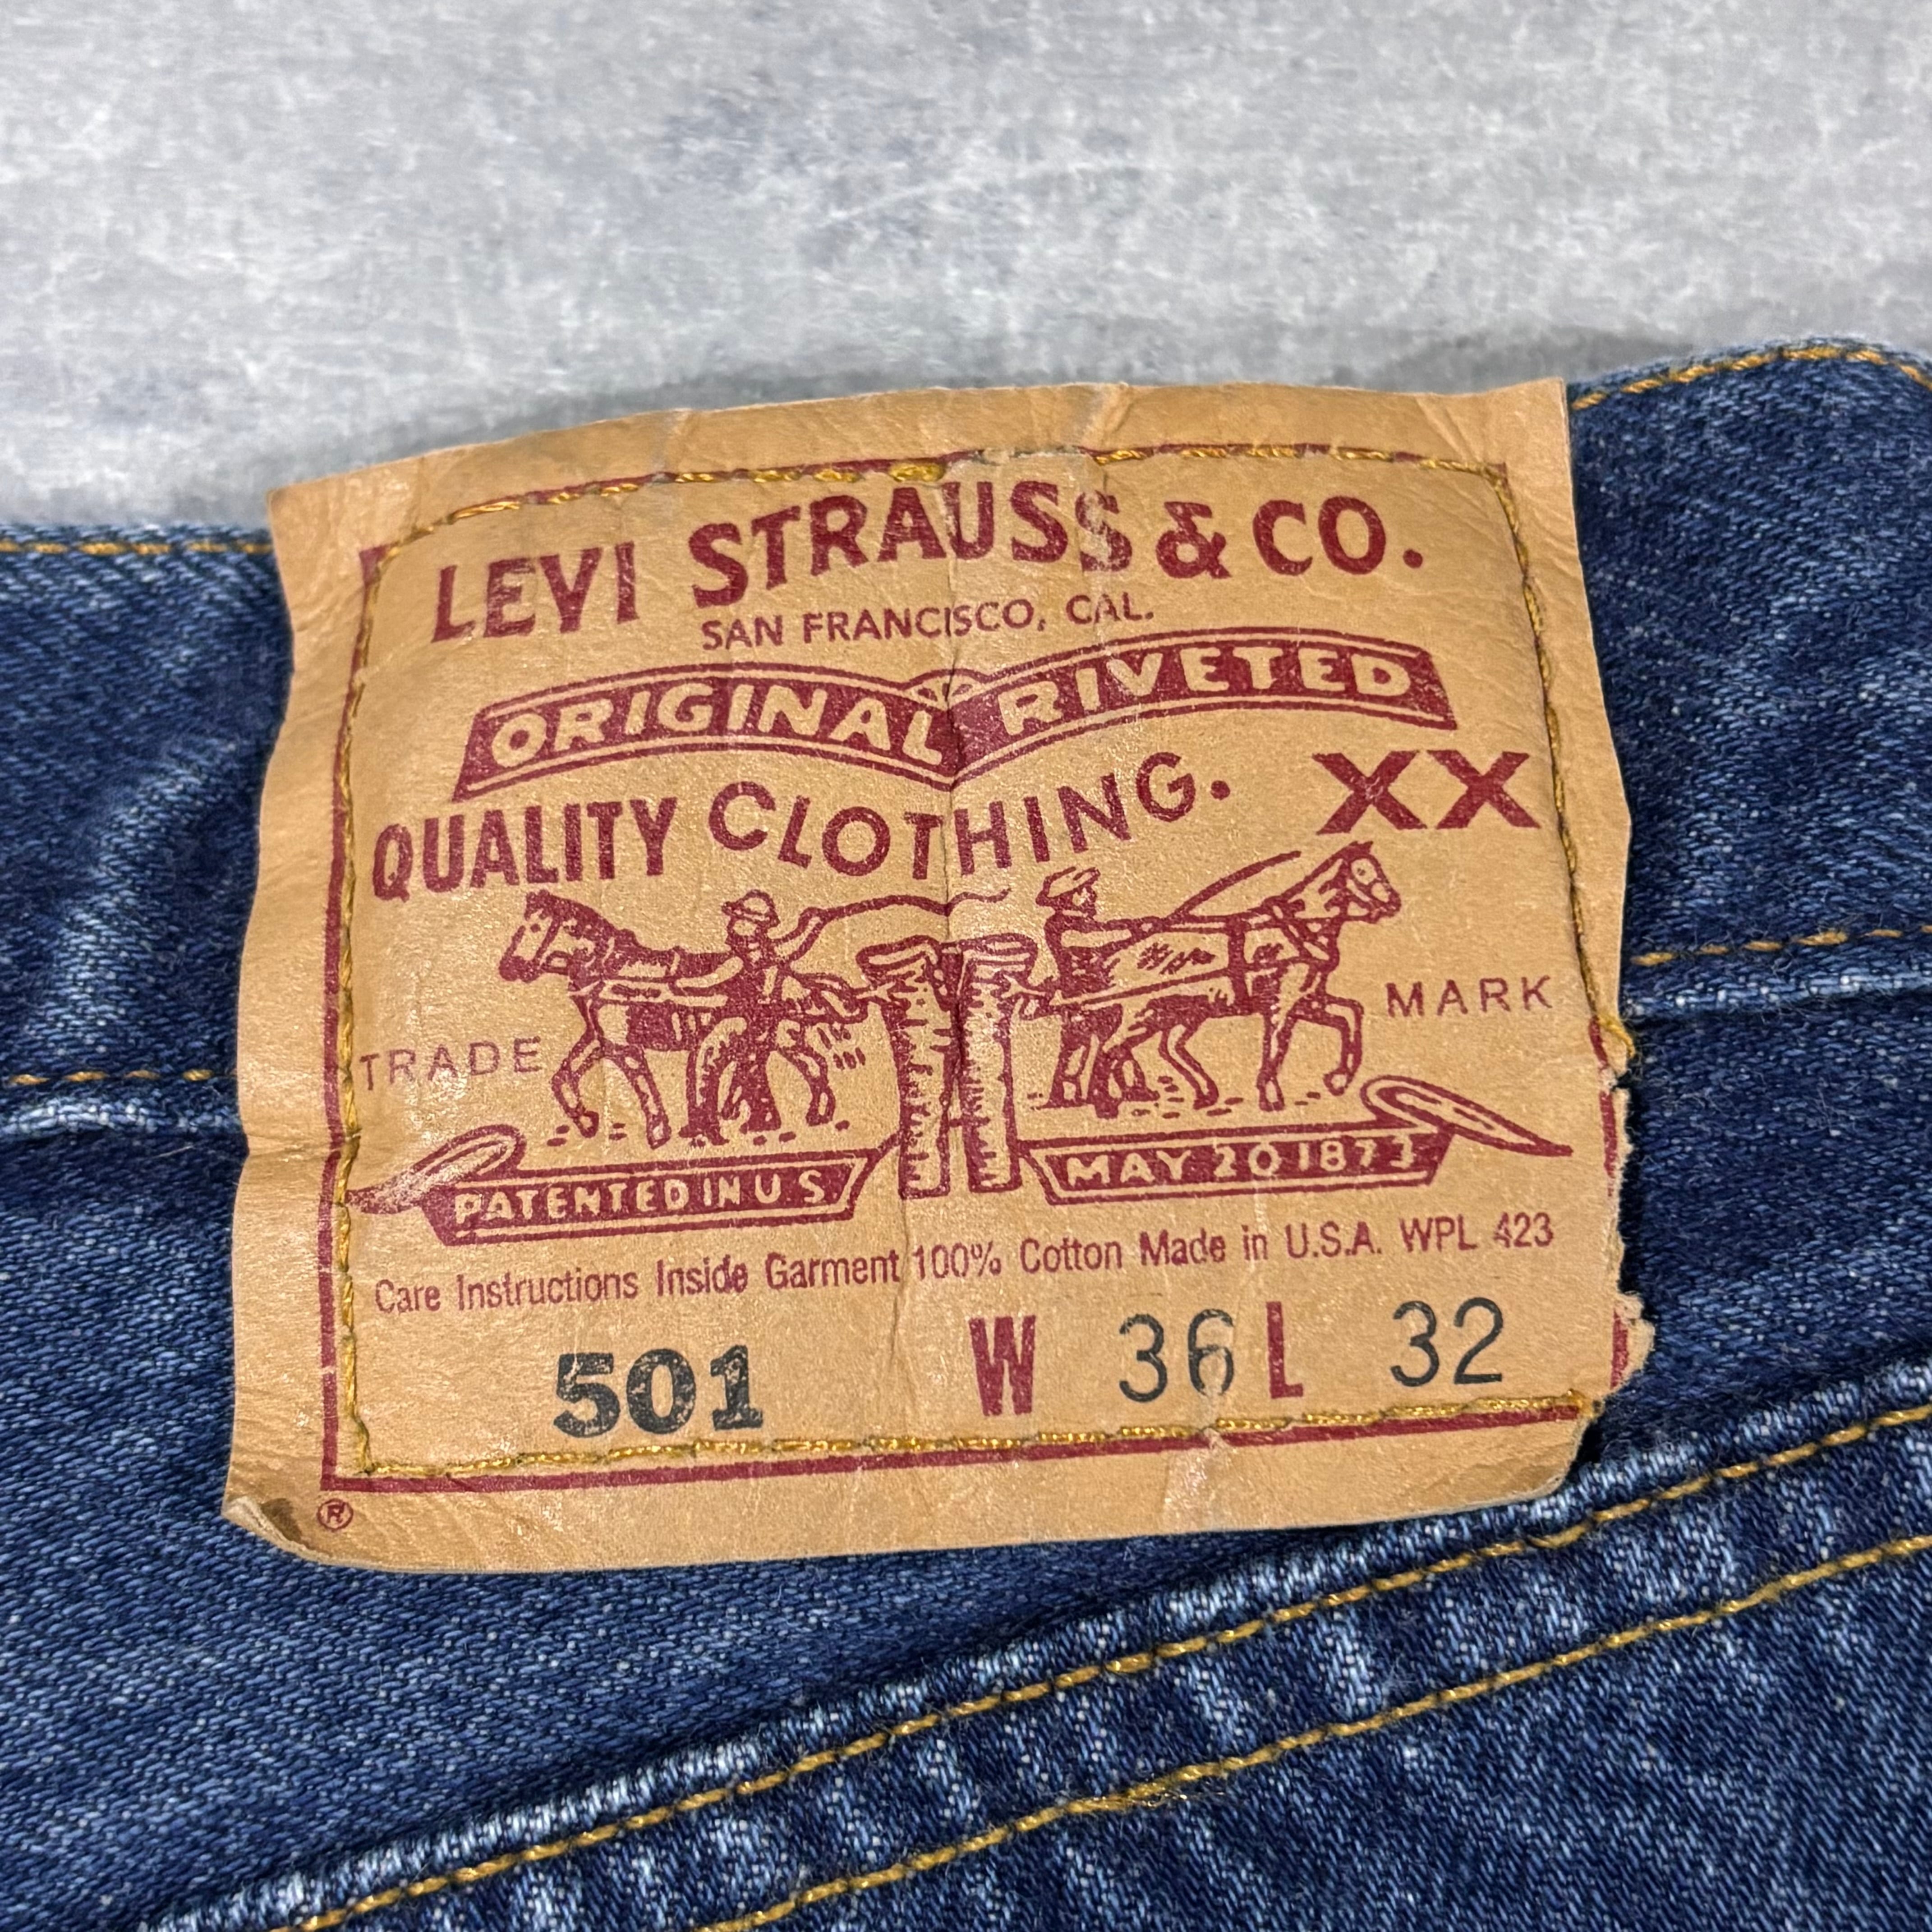 LEVI STRAUSS & CO.
SAN FRANCISCO, CAL.
ORIGINAL RIVETED
QUALITY CLOTHING. XX
TRADE MARK
PATENTED IN U S MAY 20 1873
Care Instructions Inside Garment 100% Cotton Made in U.S.A. WPL 423
501 W 36 L 32
®